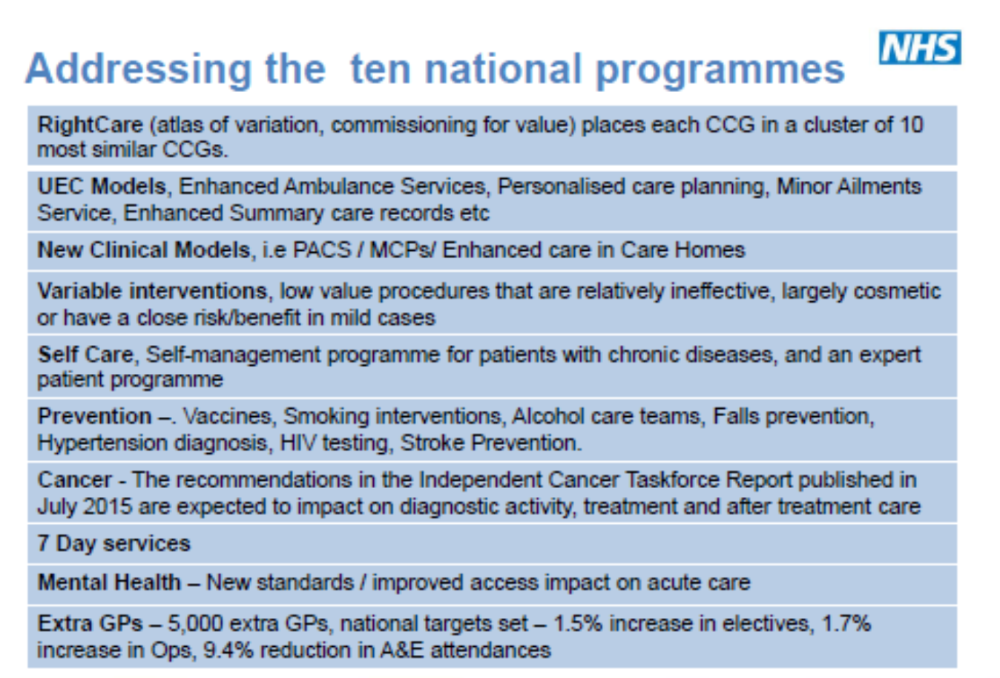 NHS
Addressing the ten national programmes
RightCare (atlas of variation, commissioning for value) places each CCG in a cluster of 10
most similar CCGs.
UEC Models, Enhanced Ambulance Services, Personalised care planning, Minor Ailments
Service, Enhanced Summary care records etc
New Clinical Models, i.e PACS / MCPs/ Enhanced care in Care Homes
Variable interventions, low value procedures that are relatively ineffective, largely cosmetic
or have a close risk/benefit in mild cases
Self Care, Self-management programme for patients with chronic diseases, and an expert
patient programme
Prevention –. Vaccines, Smoking interventions, Alcohol care teams, Falls prevention,
Hypertension diagnosis, HIV testing, Stroke Prevention.
Cancer - The recommendations in the Independent Cancer Taskforce Report published in
July 2015 are expected to impact on diagnostic activity, treatment and after treatment care
7 Day services
Mental Health – New standards / improved access impact on acute care
Extra GPs – 5,000 extra GPs, national targets set – 1.5% increase in electives, 1.7%
increase in Ops, 9.4% reduction in A&E attendances